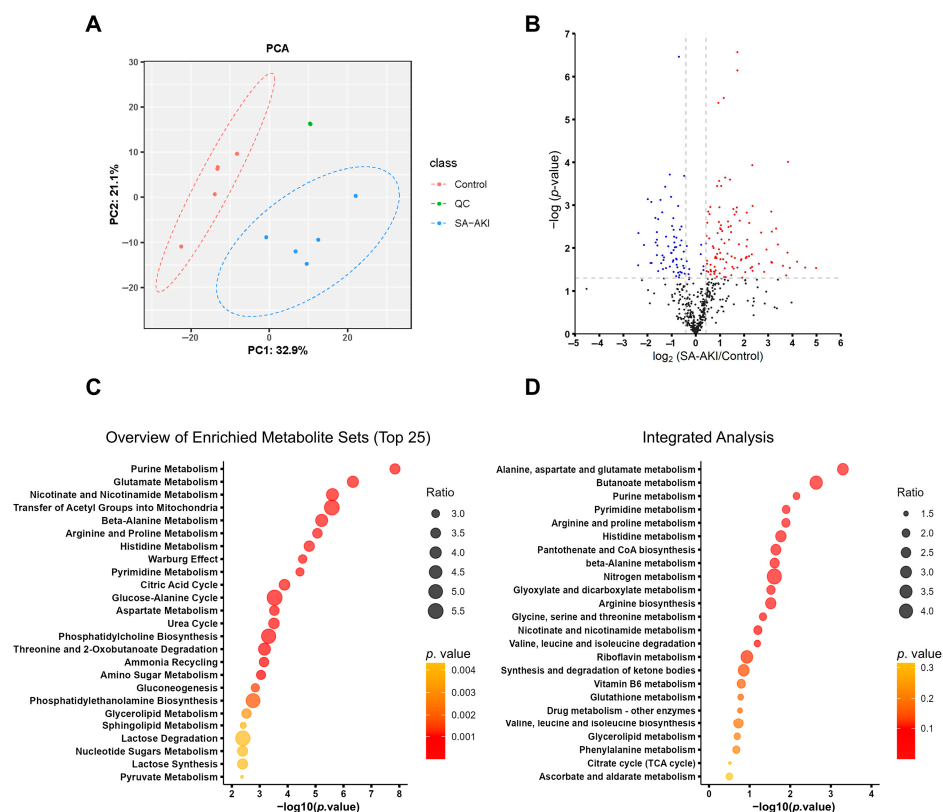 A
PCA
30
20
10
0
−10
−20
−20
0
20
PC2: 21.1%
PC1: 32.9%
class
Control
QC
SA−AKI
B
7
6
5
4
3
2
1
0
−5
−4
−3
−2
−1
0
1
2
3
4
5
6
−log (p-value)
log2 (SA-AKI/Control)
C
Overview of Enrichied Metabolite Sets (Top 25)
Purine Metabolism
Glutamate Metabolism
Nicotinate and Nicotinamide Metabolism
Transfer of Acetyl Groups into Mitochondria
Beta-Alanine Metabolism
Arginine and Proline Metabolism
Histidine Metabolism
Warburg Effect
Pyrimidine Metabolism
Citric Acid Cycle
Glucose-Alanine Cycle
Aspartate Metabolism
Urea Cycle
Phosphatidylcholine Biosynthesis
Threonine and 2-Oxobutanoate Degradation
Ammonia Recycling
Amino Sugar Metabolism
Gluconeogenesis
Phosphatidylethanolamine Biosynthesis
Glycerolipid Metabolism
Sphingolipid Metabolism
Lactose Degradation
Nucleotide Sugars Metabolism
Lactose Synthesis
Pyruvate Metabolism
2
3
4
5
6
7
8
−log10(p.value)
Ratio
3.0
3.5
4.0
4.5
5.0
5.5
p. value
0.004
0.002
0.002
0.001
D
Integrated Analysis
Alanine, aspartate and glutamate metabolism
Butanoate metabolism
Purine metabolism
Pyrimidine metabolism
Arginine and proline metabolism
Histidine metabolism
Pantothenate and CoA biosynthesis
beta-Alanine metabolism
Nitrogen metabolism
Glyoxylate and dicarboxylate metabolism
Arginine biosynthesis
Glycine, serine and threonine metabolism
Nicotinate and nicotinamide metabolism
Valine, leucine and isoleucine degradation
Riboflavin metabolism
Synthesis and degradation of ketone bodies
Vitamin B6 metabolism
Glutathione metabolism
Drug metabolism - other enzymes
Valine, leucine and isoleucine biosynthesis
Glycerolipid metabolism
Phenylalanine metabolism
Citrate cycle (TCA cycle)
Ascorbate and aldarate metabolism
0
1
2
3
4
−log10(p.value)
Ratio
1.5
2.0
2.5
3.0
3.5
4.0
p. value
0.3
0.2
0.1